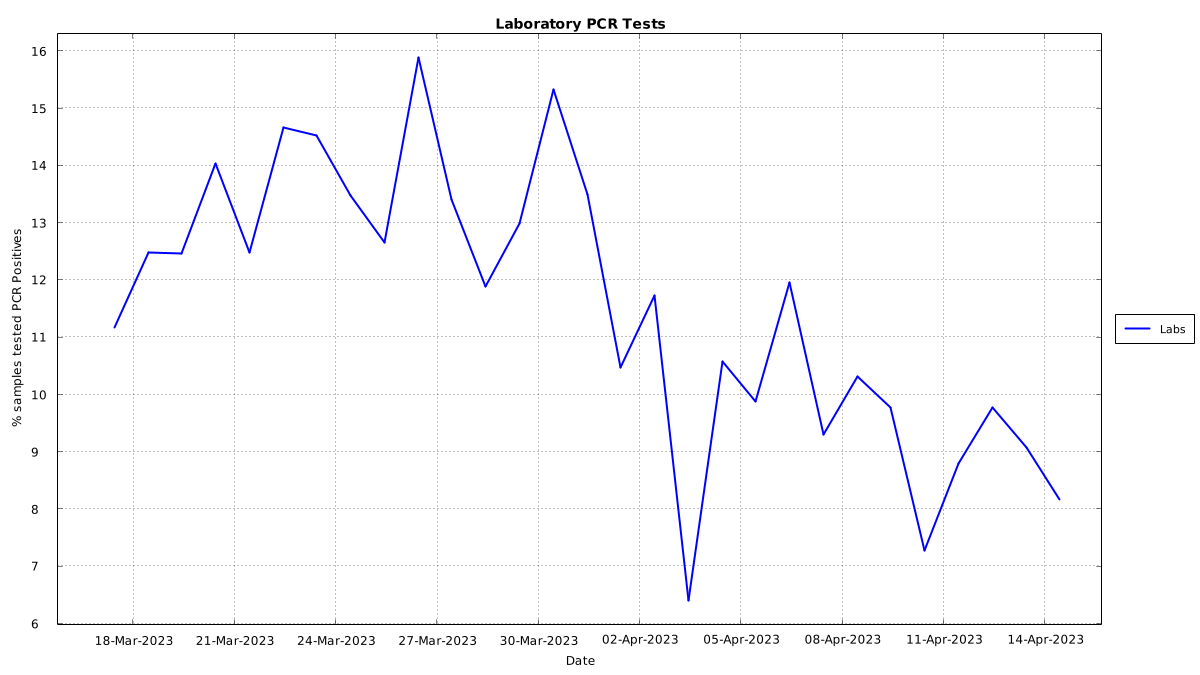 Laboratory PCR Tests
16
15
14
13
12
11
10
9
8
7
6
% samples tested PCR Positives
18-Mar-2023 21-Mar-2023 24-Mar-2023 27-Mar-2023 30-Mar-2023 02-Apr-2023 05-Apr-2023 08-Apr-2023 11-Apr-2023 14-Apr-2023
Date
Labs